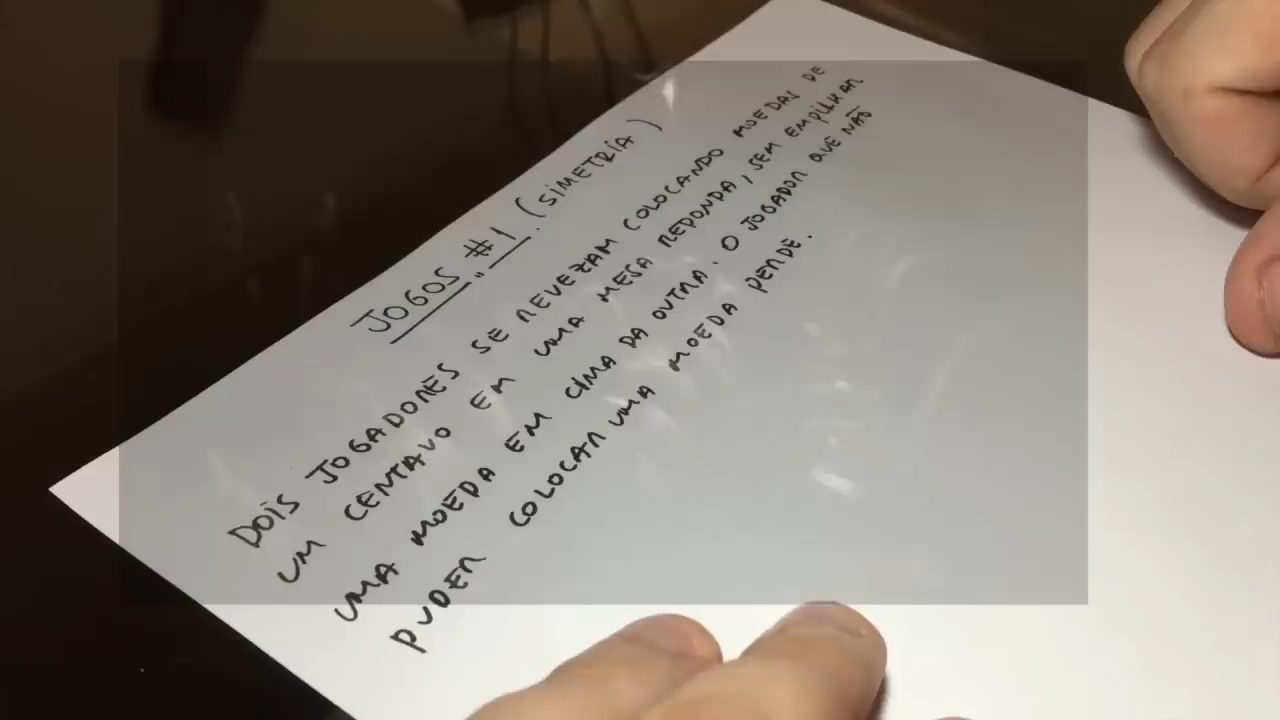 JOGOS #1. (SIMETRIA)
DOIS JOGADORES SE REVEZAM COLOCANDO MOEDAS DE
UM CENTAVO EM UMA MESA REDONDA, SEM EMPILHAR
UMA MOEDA EM CIMA DA OUTRA. O JOGADOR QUE NÃO
PUDER COLOCAR UMA MOEDA PERDE.